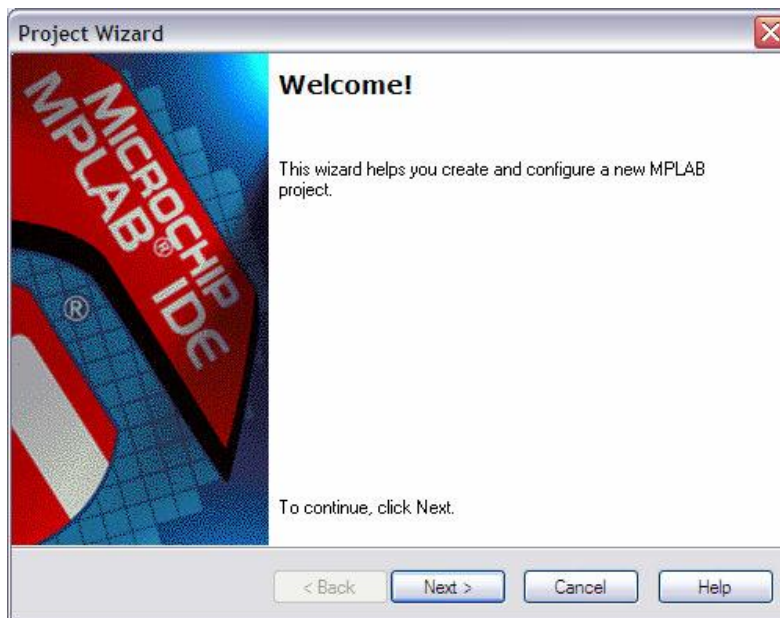 Project Wizard
MICROCHIP
MPLAB® IDE
®
Welcome!
This wizard helps you create and configure a new MPLAB
project.
To continue, click Next.
< Back Next > Cancel Help